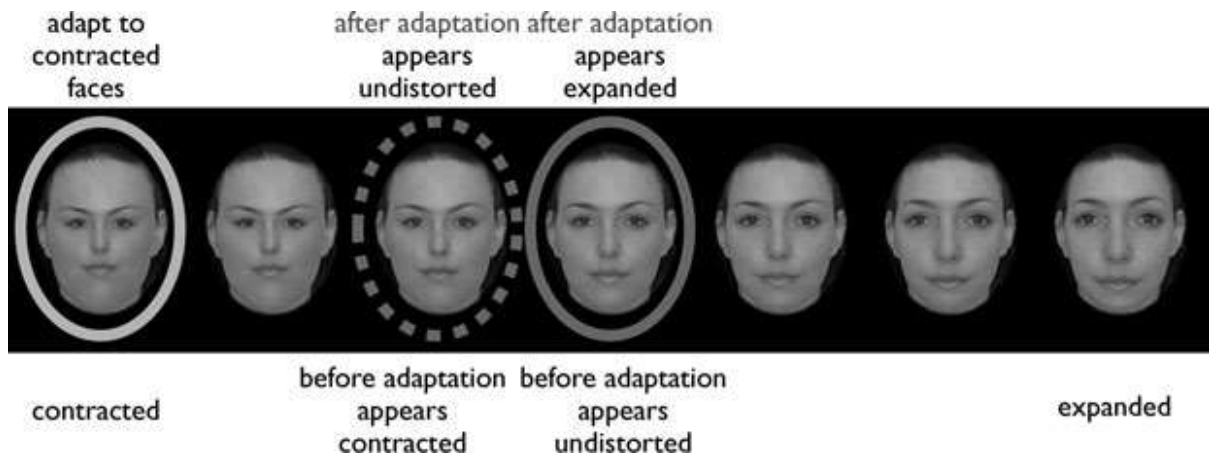 adapt to
contracted
faces
after adaptation
appears
undistorted
after adaptation
appears
expanded
contracted
before adaptation
appears
contracted
before adaptation
appears
undistorted
expanded